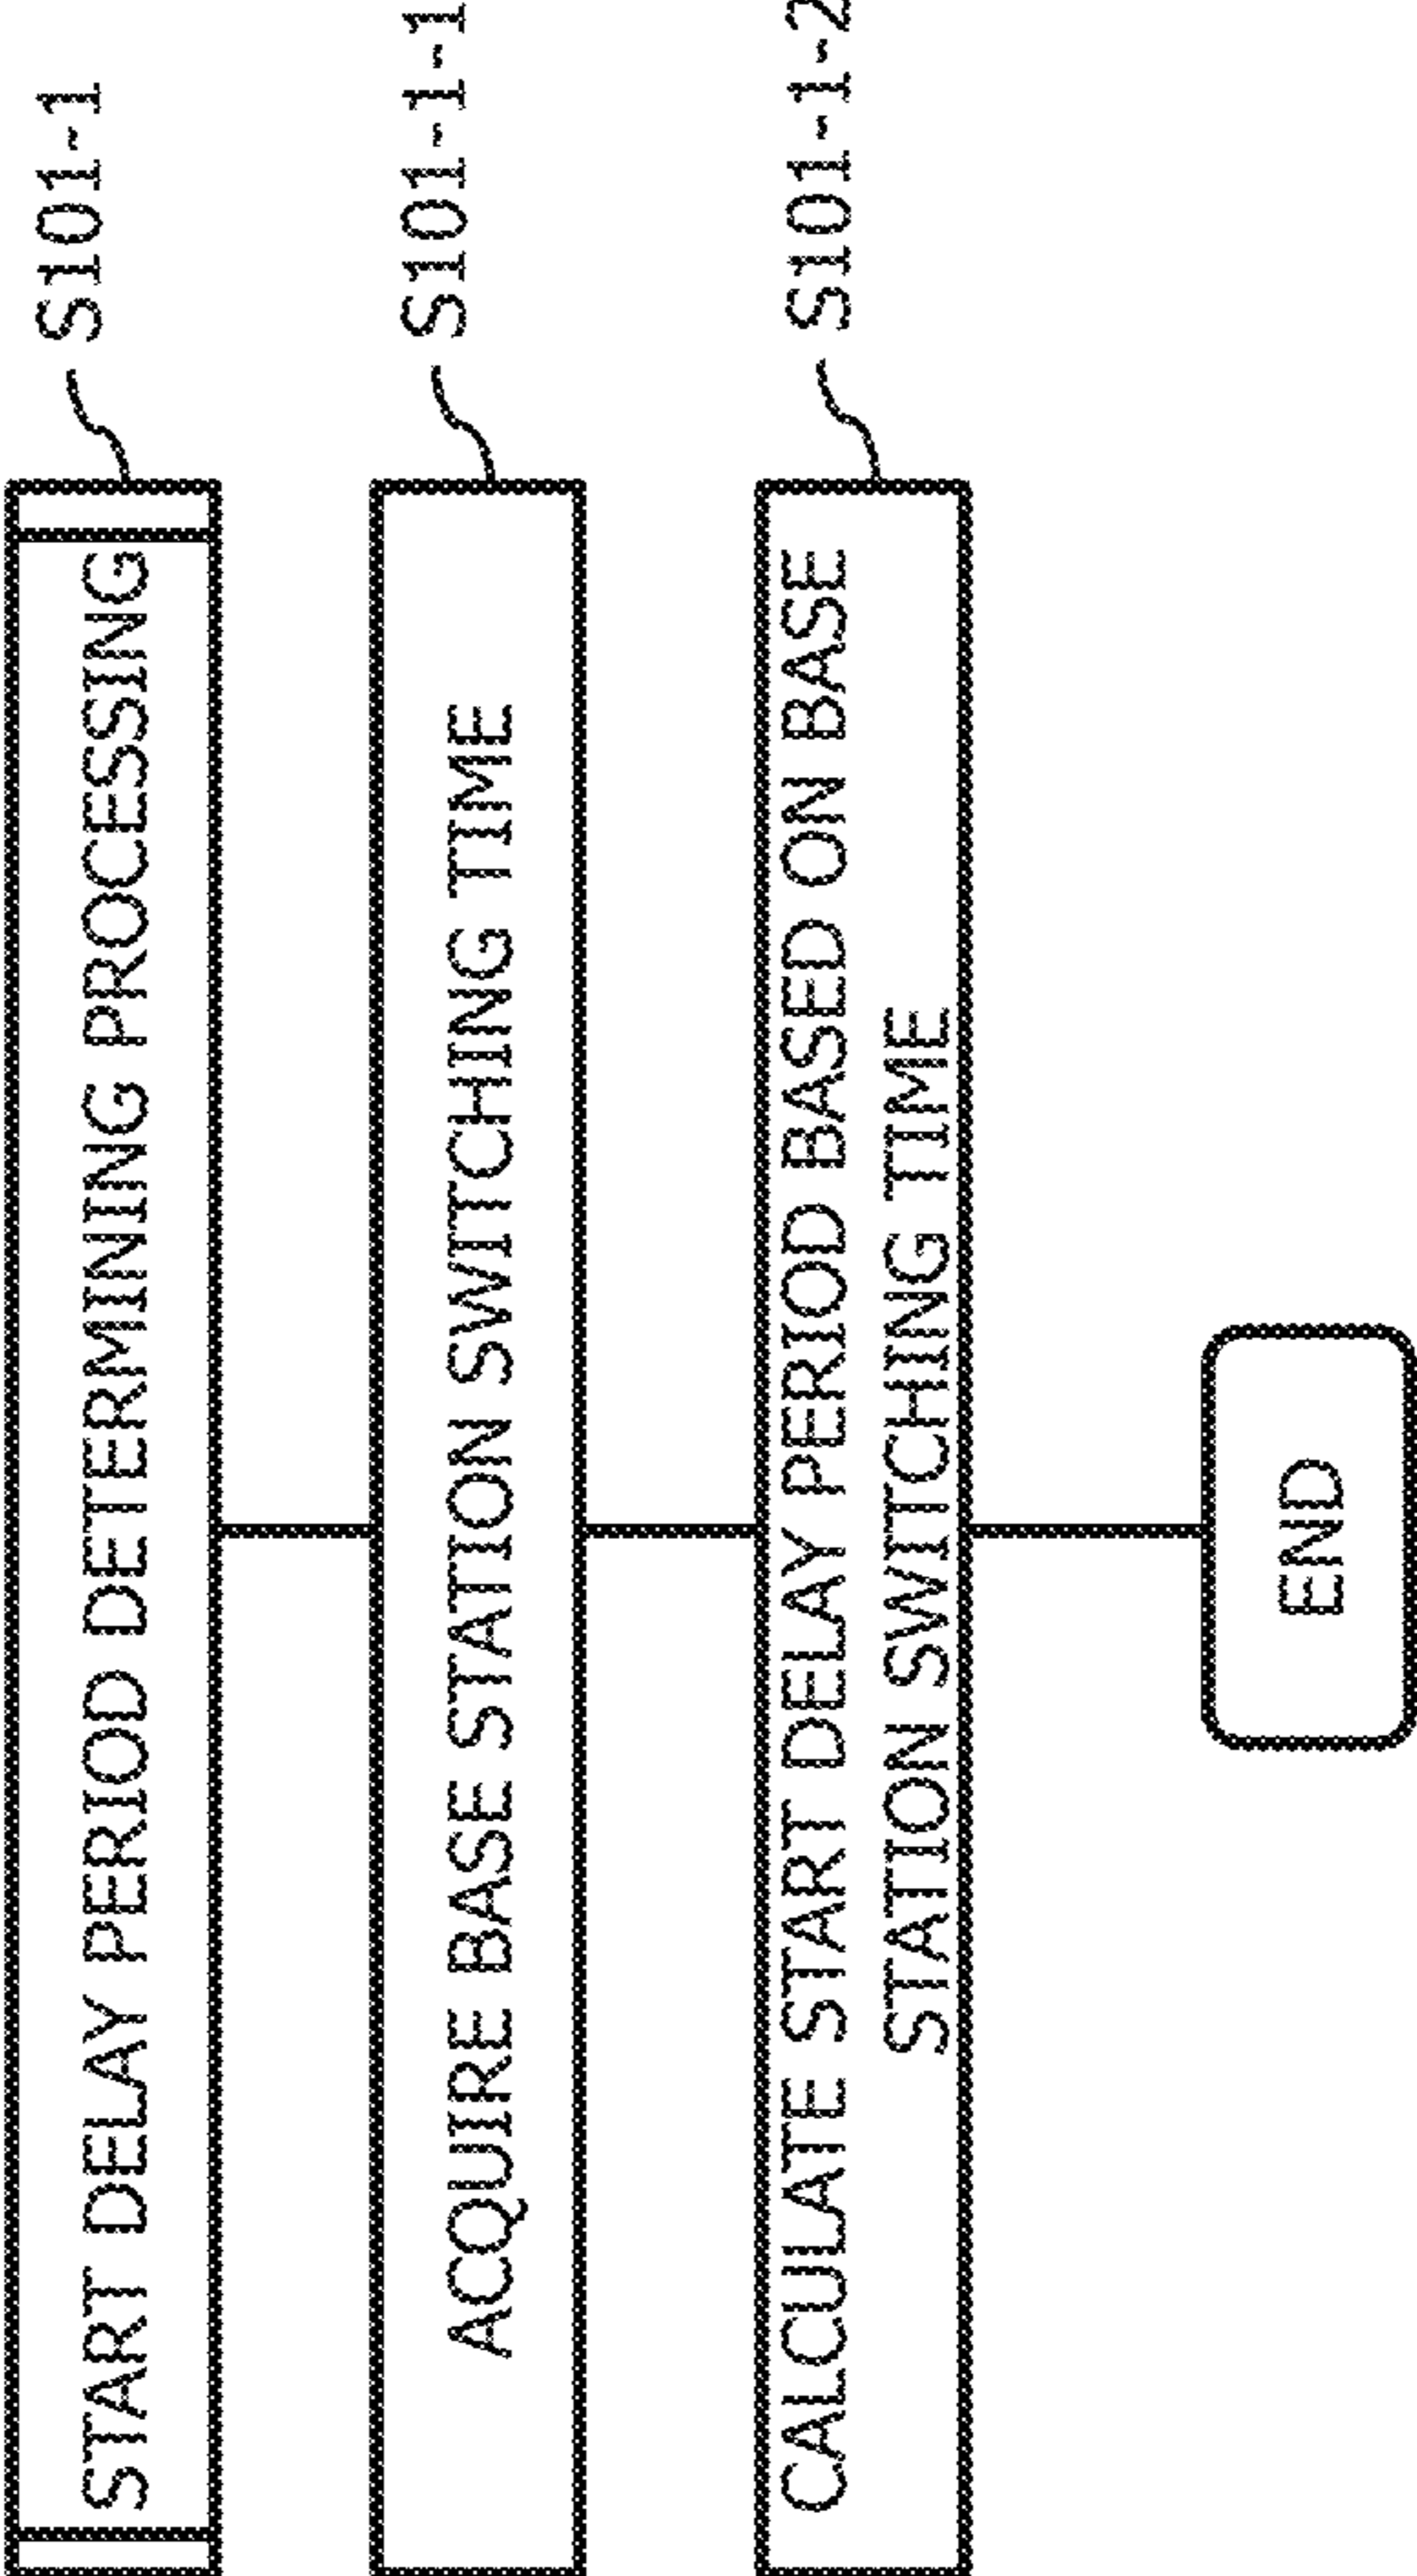 START DELAY PERIOD DETERMINING PROCESSING
S101-1
ACQUIRE BASE STATION SWITCHING TIME
S101-1-1
CALCULATE START DELAY PERIOD BASED ON BASE
STATION SWITCHING TIME
S101-1-2
END